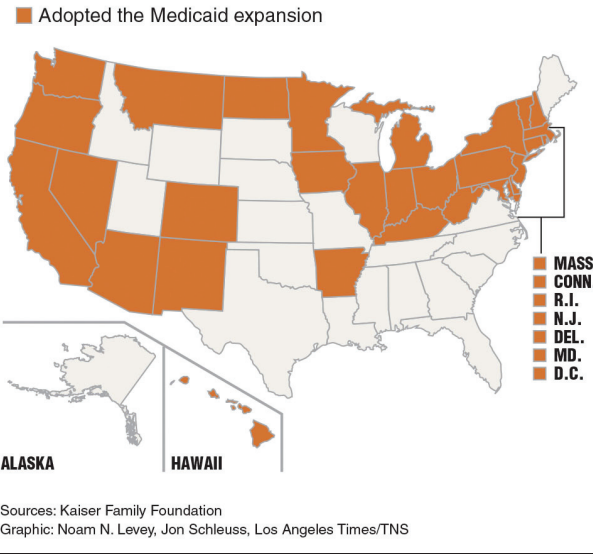 Adopted the Medicaid expansion
MASS
CONN
R.I.
N.J.
DEL.
MD.
D.C.
ALASKA
HAWAII
Sources: Kaiser Family Foundation
Graphic: Noam N. Levey, Jon Schleuss, Los Angeles Times/TNS